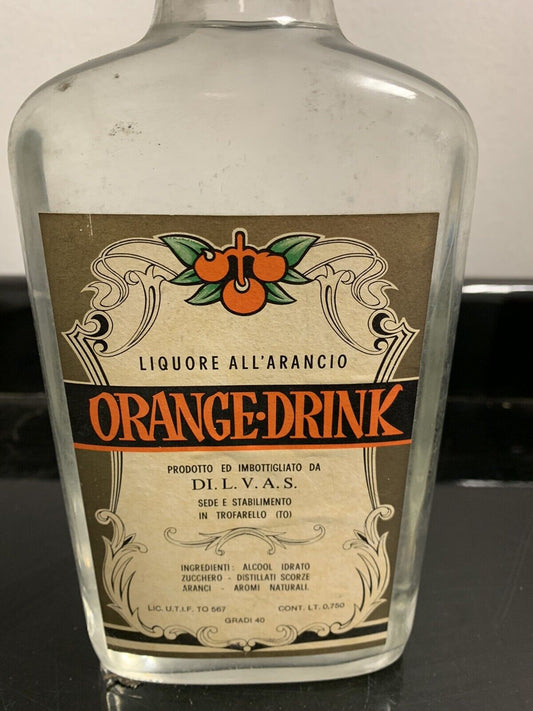 LIQUORE ALL'ARANCIO
ORANGE·DRINK
PRODOTTO ED IMBOTTIGLIATO DA
DI.L.V.A.S.
SEDE E STABILIMENTO
IN TROFARELLO (TO)
INGREDIENTI: ALCOOL IDRATO
ZUCCHERO - DISTILLATI SCORZE
ARANCI - AROMI NATURALI.
LIC. U.T.I.F. TO 567 CONT. LT. 0,750
GRADI 40